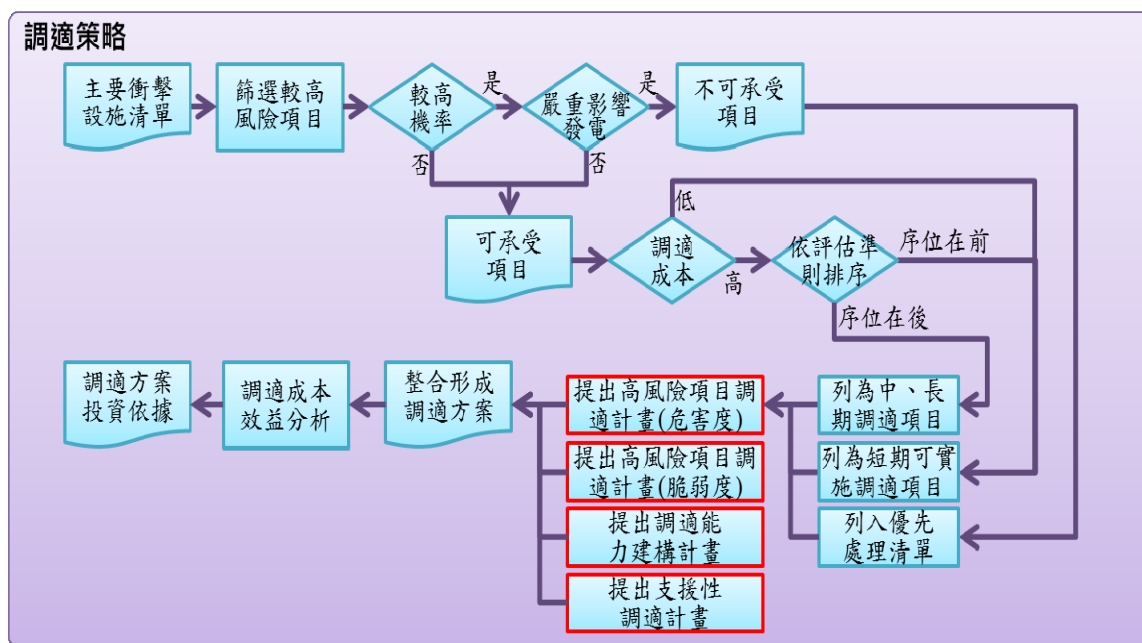 調適策略
主要衝擊
設施清單
篩選較高
風險項目
較高
機率
是
否
嚴重影響
發電
是
否
不可承受
項目
可承受
項目
調適
成本
低
高
依評估準
則排序
序位在前
序位在後
調適方案
投資依據
調適成本
效益分析
整合形成
調適方案
提出高風險項目調
適計畫(危害度)
提出高風險項目調
適計畫(脆弱度)
提出調適能
力建構計畫
提出支援性
調適計畫
列為中、長
期調適項目
列為短期可實
施調適項目
列入優先
處理清單